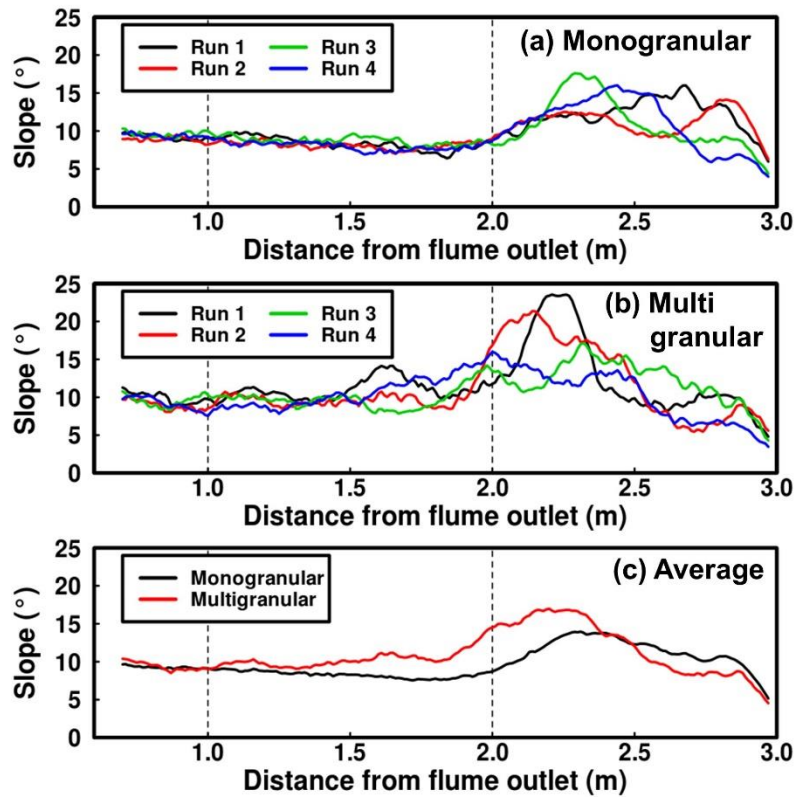 25
20
15
10
5
0
Slope (°)
Run 1
Run 3
Run 2
Run 4
(a) Monogranular
1.0
1.5
2.0
2.5
3.0
Distance from flume outlet (m)
25
20
15
10
5
0
Slope (°)
Run 1
Run 3
Run 2
Run 4
(b) Multi
granular
1.0
1.5
2.0
2.5
3.0
Distance from flume outlet (m)
25
20
15
10
5
0
Slope (°)
Monogranular
Multigranular
(c) Average
1.0
1.5
2.0
2.5
3.0
Distance from flume outlet (m)